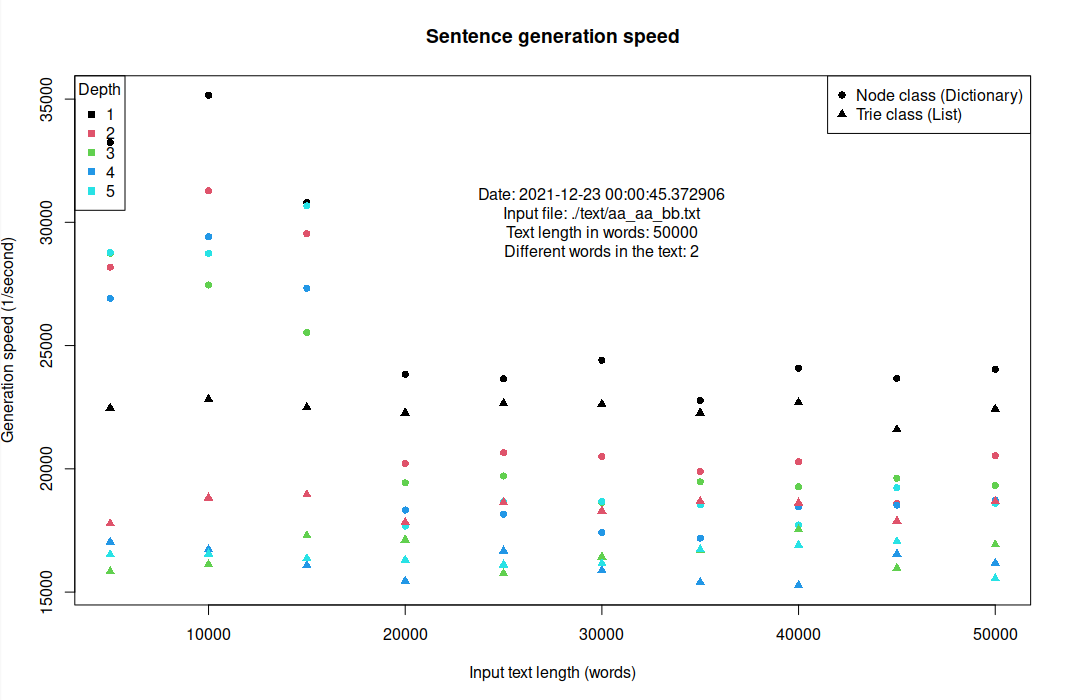 Sentence generation speed
Depth
1
2
3
4
5
Node class (Dictionary)
Trie class (List)
Date: 2021-12-23 00:00:45.372906
Input file: ./text/aa_aa_bb.txt
Text length in words: 50000
Different words in the text: 2
Generation speed (1/second)
35000
30000
25000
20000
15000
10000 20000 30000 40000 50000
Input text length (words)